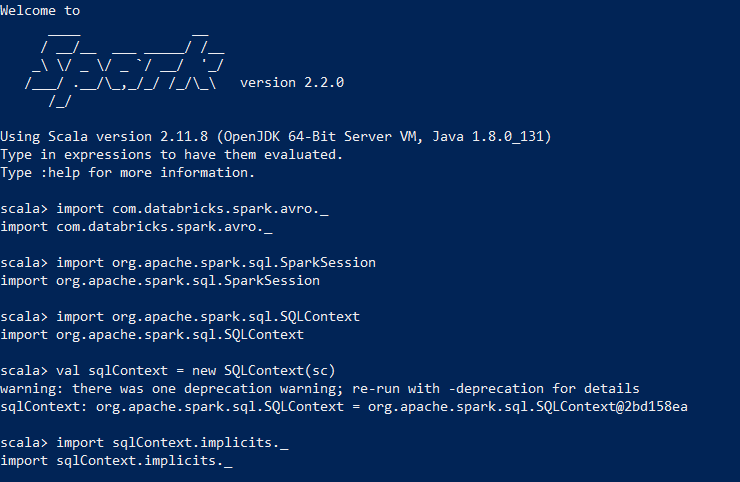 Welcome to
      ____              __
     / __/__  ___ _____/ /__
    _\ \/ _ \/ _ `/ __/  '_/
   /___/ .__/\_,_/_/ /_/\_\   version 2.2.0
      /_/
Using Scala version 2.11.8 (OpenJDK 64-Bit Server VM, Java 1.8.0_131)
Type in expressions to have them evaluated.
Type :help for more information.
scala> import com.databricks.spark.avro._
import com.databricks.spark.avro._
scala> import org.apache.spark.sql.SparkSession
import org.apache.spark.sql.SparkSession
scala> import org.apache.spark.sql.SQLContext
import org.apache.spark.sql.SQLContext
scala> val sqlContext = new SQLContext(sc)
warning: there was one deprecation warning; re-run with -deprecation for details
sqlContext: org.apache.spark.sql.SQLContext = org.apache.spark.sql.SQLContext@2bd158ea
scala> import sqlContext.implicits._
import sqlContext.implicits._